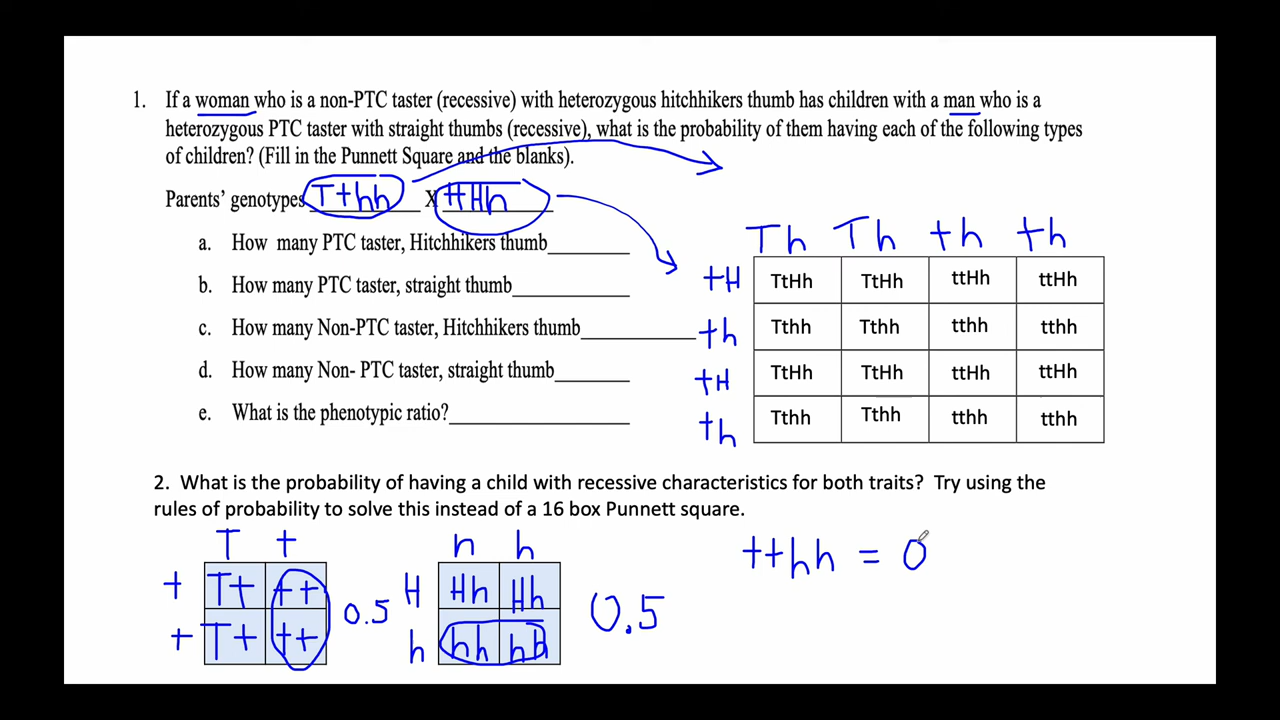 1. If a woman who is a non-PTC taster (recessive) with heterozygous hitchhikers thumb has children with a man who is a
heterozygous PTC taster with straight thumbs (recessive), what is the probability of them having each of the following types
of children? (Fill in the Punnett Square and the blanks).
Parents' genotypes Tthh X ttHh
a. How many PTC taster, Hitchhikers thumb__________
b. How many PTC taster, straight thumb__________
c. How many Non-PTC taster, Hitchhikers thumb__________
d. How many Non- PTC taster, straight thumb__________
e. What is the phenotypic ratio?__________
Th Th th th
tH TtHh TtHh ttHh ttHh
th Tthh Tthh tthh tthh
tH TtHh TtHh ttHh ttHh
th Tthh Tthh tthh tthh
2. What is the probability of having a child with recessive characteristics for both traits? Try using the
rules of probability to solve this instead of a 16 box Punnett square.
T t
t Tt tt
t Tt tt
0.5
h h
H Hh Hh
h hh hh
0.5
tthh = 0